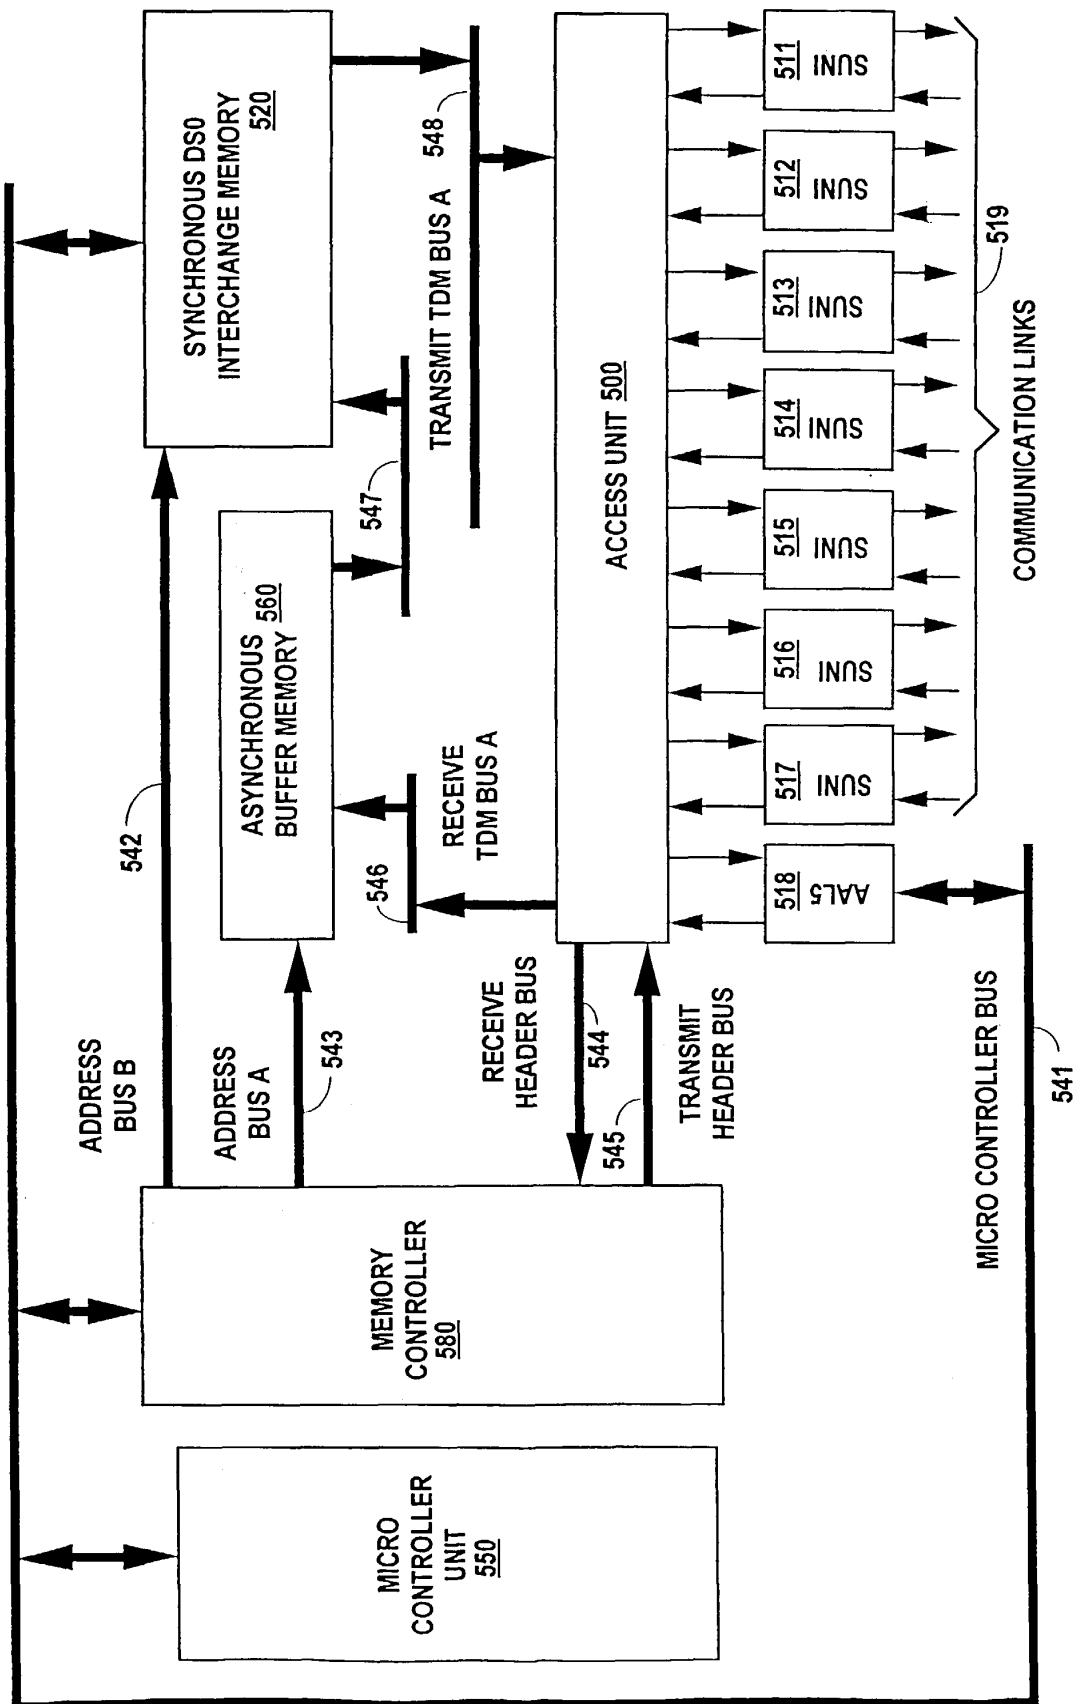 MICRO
CONTROLLER
UNIT
550
MEMORY
CONTROLLER
580
ADDRESS
BUS B
542
ADDRESS
BUS A
543
ASYNCHRONOUS 560
BUFFER MEMORY
SYNCHRONOUS DS0
INTERCHANGE MEMORY
520
547
546
RECEIVE
TDM BUS A
TRANSMIT TDM BUS A
548
RECEIVE
HEADER BUS
544
545
TRANSMIT
HEADER BUS
ACCESS UNIT 500
518
AAL5
517
SUNI
516
SUNI
515
SUNI
514
SUNI
513
SUNI
512
SUNI
511
SUNI
519
COMMUNICATION LINKS
MICRO CONTROLLER BUS
541